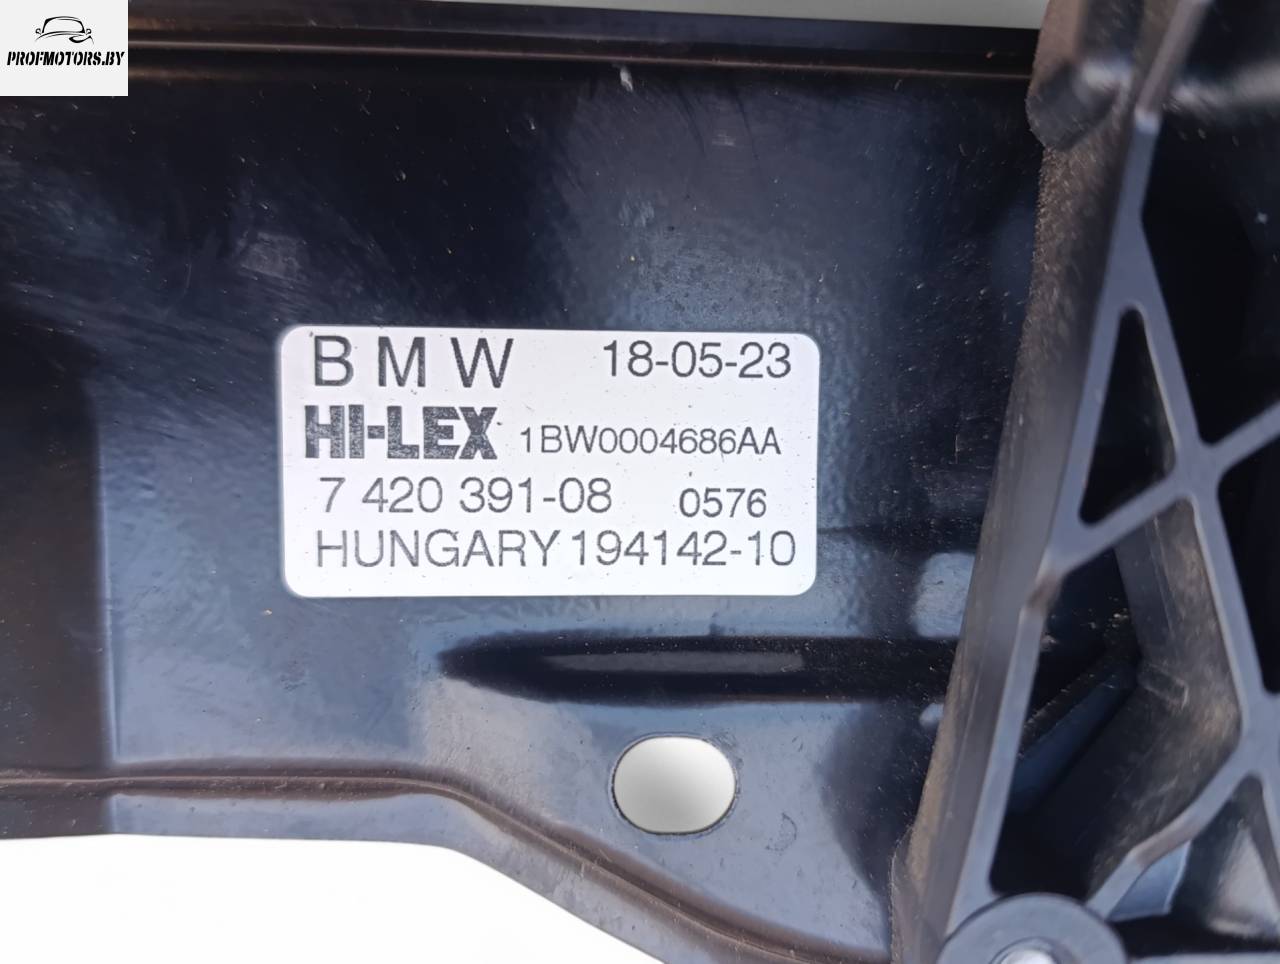 PROFMOTORS.BY
BMW 18-05-23
HI-LEX 1BW0004686AA
7 420 391-08 0576
HUNGARY 194142-10